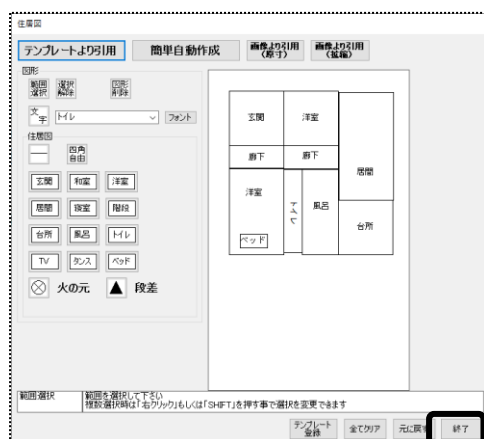 住居図
テンプレートより引用 簡単自動作成 画像より引用（原寸） 画像より引用（拡縮）
図形
範囲選択 選択解除 図形削除
文字 トイレ フォント
住居図
四角自由
玄関 和室 洋室
居間 寝室 階段
台所 風呂 トイレ
TV タンス ベッド
火の元 段差
玄関 洋室
廊下 廊下
居間
洋室
トイレ 風呂
台所
ベッド
範囲選択 範囲を選択して下さい
複数選択時は「右クリック」もしくは「SHIFT」を押す事で選択を変更できます
テンプレート登録 全てクリア 元に戻す 終了